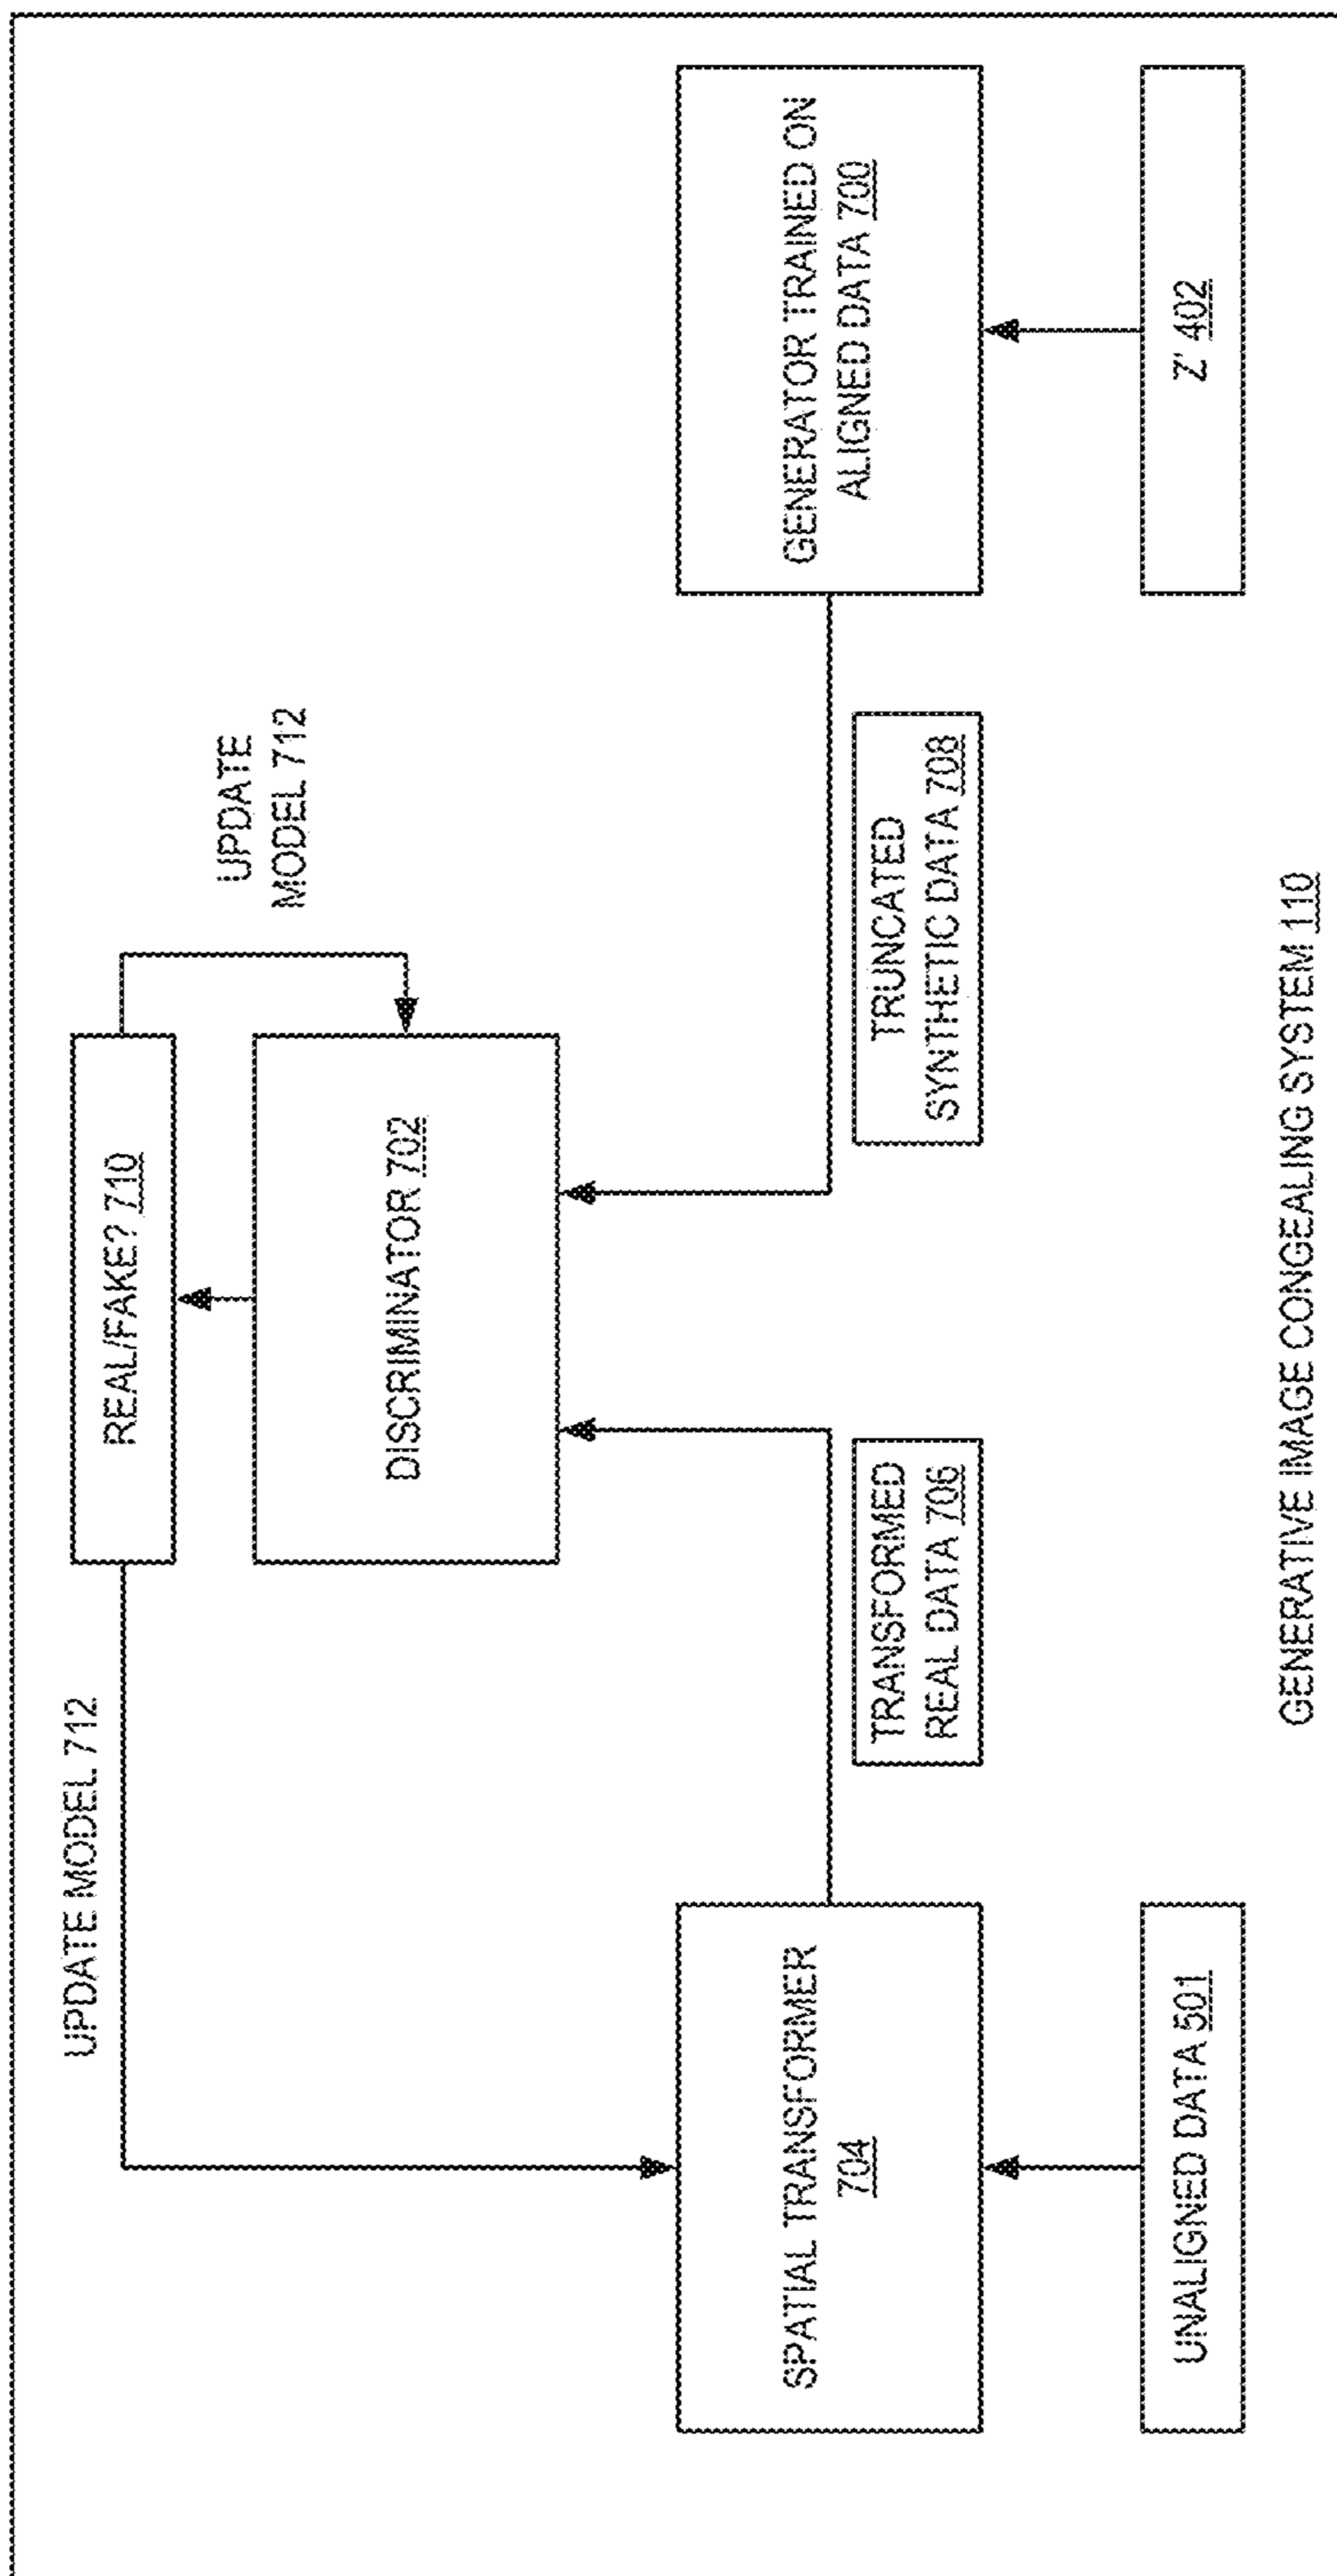 UPDATE MODEL 712
REAL/FAKE? 710
UPDATE
MODEL 712
DISCRIMINATOR 702
SPATIAL TRANSFORMER
704
TRANSFORMED
REAL DATA 706
TRUNCATED
SYNTHETIC DATA 708
GENERATOR TRAINED ON
ALIGNED DATA 700
UNALIGNED DATA 501
Z' 402
GENERATIVE IMAGE CONGEALING SYSTEM 110